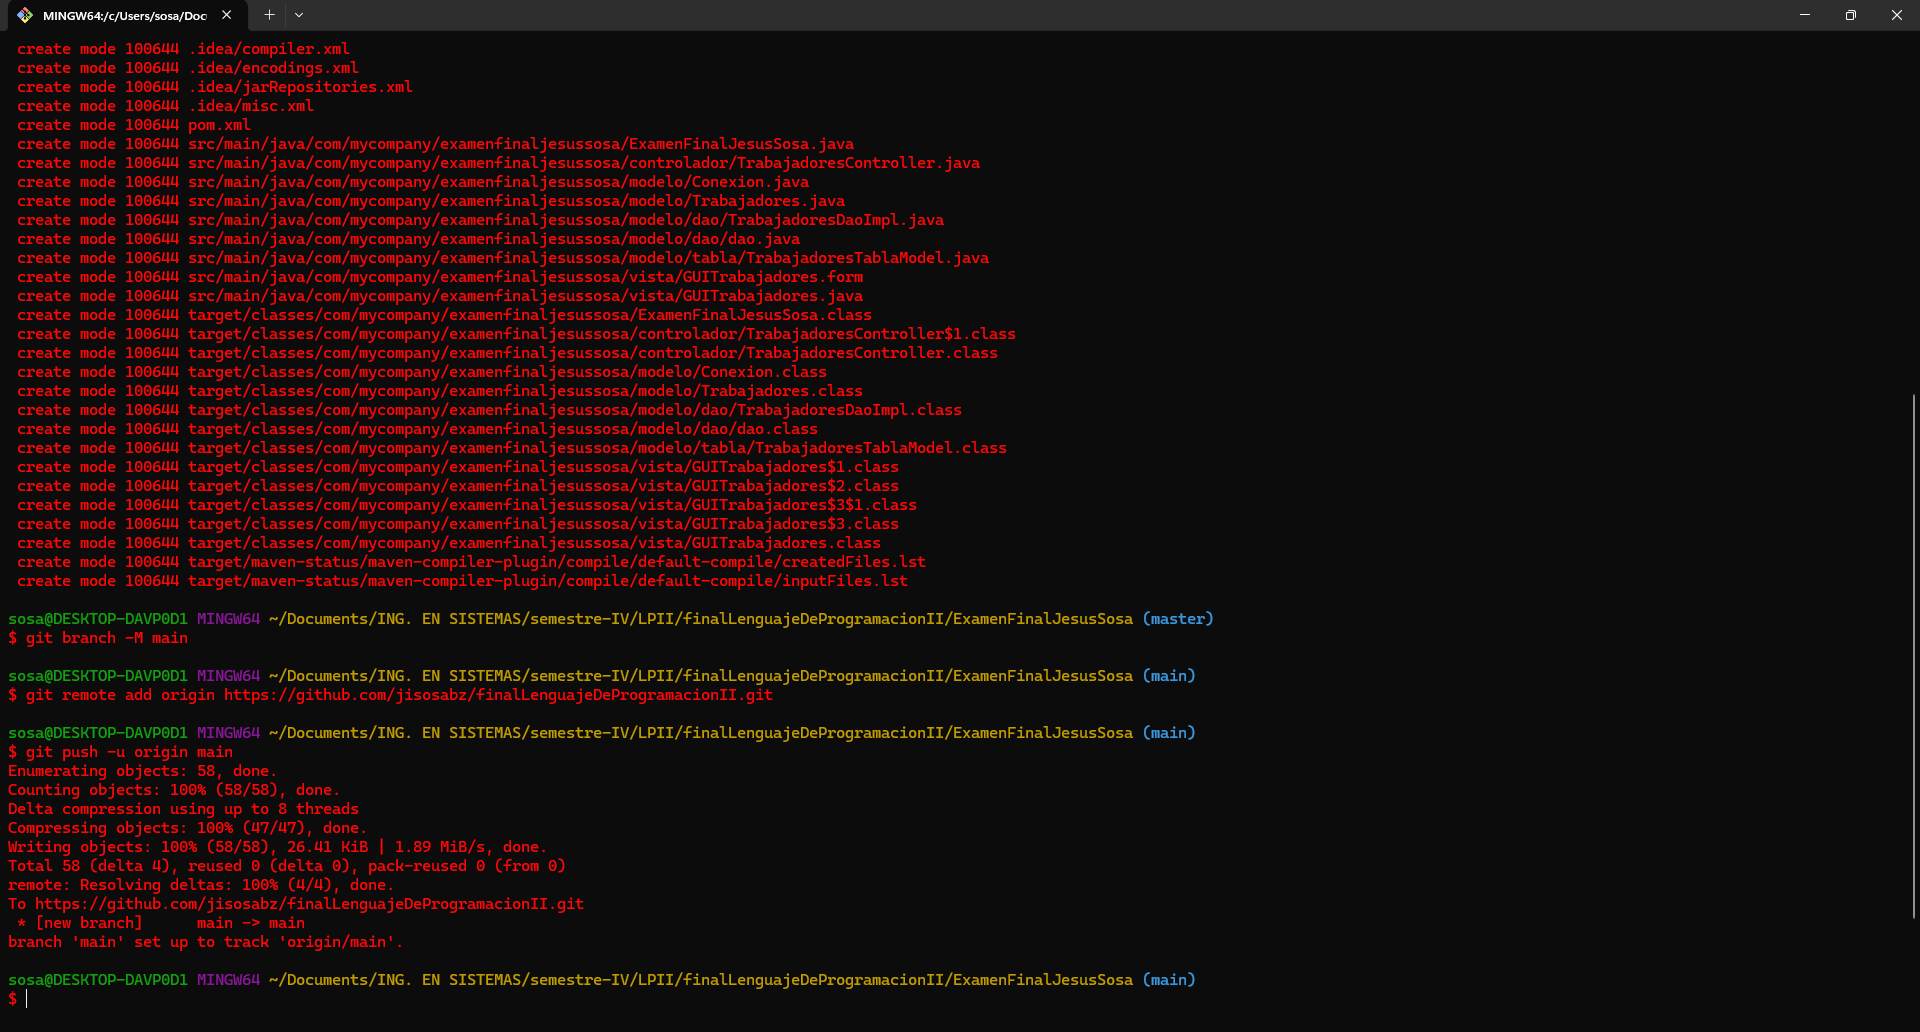 MINGW64:/c/Users/sosa/Doc
create mode 100644 .idea/compiler.xml
create mode 100644 .idea/encodings.xml
create mode 100644 .idea/jarRepositories.xml
create mode 100644 .idea/misc.xml
create mode 100644 pom.xml
create mode 100644 src/main/java/com/mycompany/examenfinaljesussosa/ExamenFinalJesusSosa.java
create mode 100644 src/main/java/com/mycompany/examenfinaljesussosa/controlador/TrabajadoresController.java
create mode 100644 src/main/java/com/mycompany/examenfinaljesussosa/modelo/Conexion.java
create mode 100644 src/main/java/com/mycompany/examenfinaljesussosa/modelo/Trabajadores.java
create mode 100644 src/main/java/com/mycompany/examenfinaljesussosa/modelo/dao/TrabajadoresDaoImpl.java
create mode 100644 src/main/java/com/mycompany/examenfinaljesussosa/modelo/dao/dao.java
create mode 100644 src/main/java/com/mycompany/examenfinaljesussosa/modelo/tabla/TrabajadoresTablaModel.java
create mode 100644 src/main/java/com/mycompany/examenfinaljesussosa/vista/GUITrabajadores.form
create mode 100644 src/main/java/com/mycompany/examenfinaljesussosa/vista/GUITrabajadores.java
create mode 100644 target/classes/com/mycompany/examenfinaljesussosa/ExamenFinalJesusSosa.class
create mode 100644 target/classes/com/mycompany/examenfinaljesussosa/controlador/TrabajadoresController$1.class
create mode 100644 target/classes/com/mycompany/examenfinaljesussosa/controlador/TrabajadoresController.class
create mode 100644 target/classes/com/mycompany/examenfinaljesussosa/modelo/Conexion.class
create mode 100644 target/classes/com/mycompany/examenfinaljesussosa/modelo/Trabajadores.class
create mode 100644 target/classes/com/mycompany/examenfinaljesussosa/modelo/dao/TrabajadoresDaoImpl.class
create mode 100644 target/classes/com/mycompany/examenfinaljesussosa/modelo/dao/dao.class
create mode 100644 target/classes/com/mycompany/examenfinaljesussosa/modelo/tabla/TrabajadoresTablaModel.class
create mode 100644 target/classes/com/mycompany/examenfinaljesussosa/vista/GUITrabajadores$1.class
create mode 100644 target/classes/com/mycompany/examenfinaljesussosa/vista/GUITrabajadores$2.class
create mode 100644 target/classes/com/mycompany/examenfinaljesussosa/vista/GUITrabajadores$3$1.class
create mode 100644 target/classes/com/mycompany/examenfinaljesussosa/vista/GUITrabajadores$3.class
create mode 100644 target/classes/com/mycompany/examenfinaljesussosa/vista/GUITrabajadores.class
create mode 100644 target/maven-status/maven-compiler-plugin/compile/default-compile/createdFiles.lst
create mode 100644 target/maven-status/maven-compiler-plugin/compile/default-compile/inputFiles.lst
sosa@DESKTOP-DAVP0D1 MINGW64 ~/Documents/ING. EN SISTEMAS/semestre-IV/LPII/finalLenguajeDeProgramacionII/ExamenFinalJesusSosa (master)
$ git branch -M main
sosa@DESKTOP-DAVP0D1 MINGW64 ~/Documents/ING. EN SISTEMAS/semestre-IV/LPII/finalLenguajeDeProgramacionII/ExamenFinalJesusSosa (main)
$ git remote add origin https://github.com/jisosabz/finalLenguajeDeProgramacionII.git
sosa@DESKTOP-DAVP0D1 MINGW64 ~/Documents/ING. EN SISTEMAS/semestre-IV/LPII/finalLenguajeDeProgramacionII/ExamenFinalJesusSosa (main)
$ git push -u origin main
Enumerating objects: 58, done.
Counting objects: 100% (58/58), done.
Delta compression using up to 8 threads
Compressing objects: 100% (47/47), done.
Writing objects: 100% (58/58), 26.41 KiB | 1.89 MiB/s, done.
Total 58 (delta 4), reused 0 (delta 0), pack-reused 0 (from 0)
remote: Resolving deltas: 100% (4/4), done.
To https://github.com/jisosabz/finalLenguajeDeProgramacionII.git
* [new branch]      main -> main
branch 'main' set up to track 'origin/main'.
sosa@DESKTOP-DAVP0D1 MINGW64 ~/Documents/ING. EN SISTEMAS/semestre-IV/LPII/finalLenguajeDeProgramacionII/ExamenFinalJesusSosa (main)
$